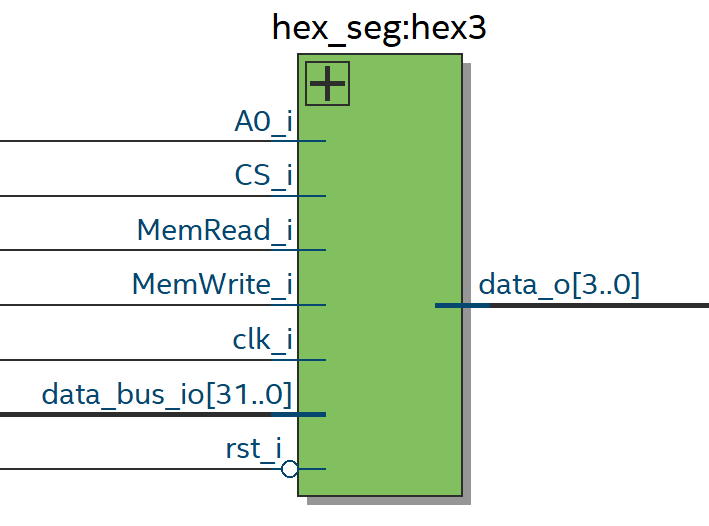 hex_seg:hex3
A0_i
CS_i
MemRead_i
MemWrite_i
data_o[3..0]
clk_i
data_bus_io[31..0]
rst_i